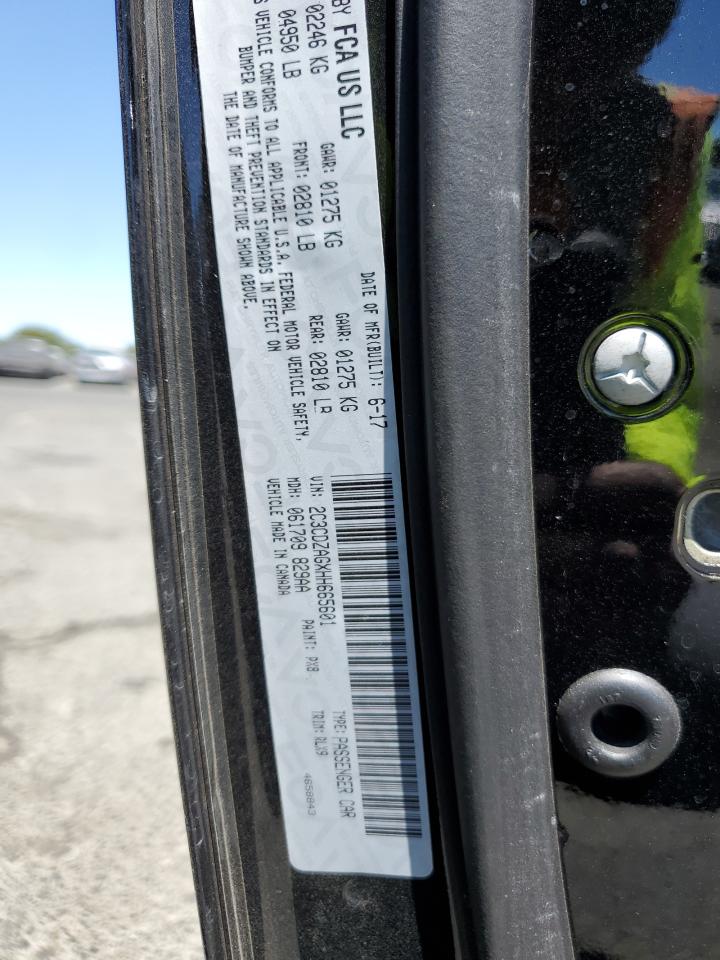 BY FCA US LLC
DATE OF MFR(BUILT): 6-17
02246 KG
GAWR: 01275 KG
GAWR: 01275 KG
04950 LB
FRONT: 02810 LB
REAR: 02810 LB
VEHICLE CONFORMS TO ALL APPLICABLE U.S.A. FEDERAL MOTOR VEHICLE SAFETY,
BUMPER AND THEFT PREVENTION STANDARDS IN EFFECT ON
THE DATE OF MANUFACTURE SHOWN ABOVE.
VIN: 2C3CDZAGXHH665601
TYPE: PASSENGER CAR
MDH: 061709 829AA
PAINT: PX8
TRIM: RLX9
VEHICLE MADE IN CANADA
4658843